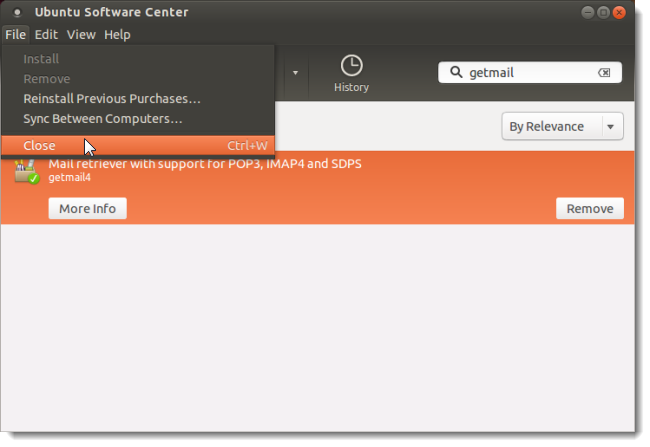 Ubuntu Software Center
File Edit View Help
Install
Remove
Reinstall Previous Purchases...
Sync Between Computers...
Close Ctrl+W
History
getmail
By Relevance
Mail retriever with support for POP3, IMAP4 and SDPS
getmail4
More Info
Remove